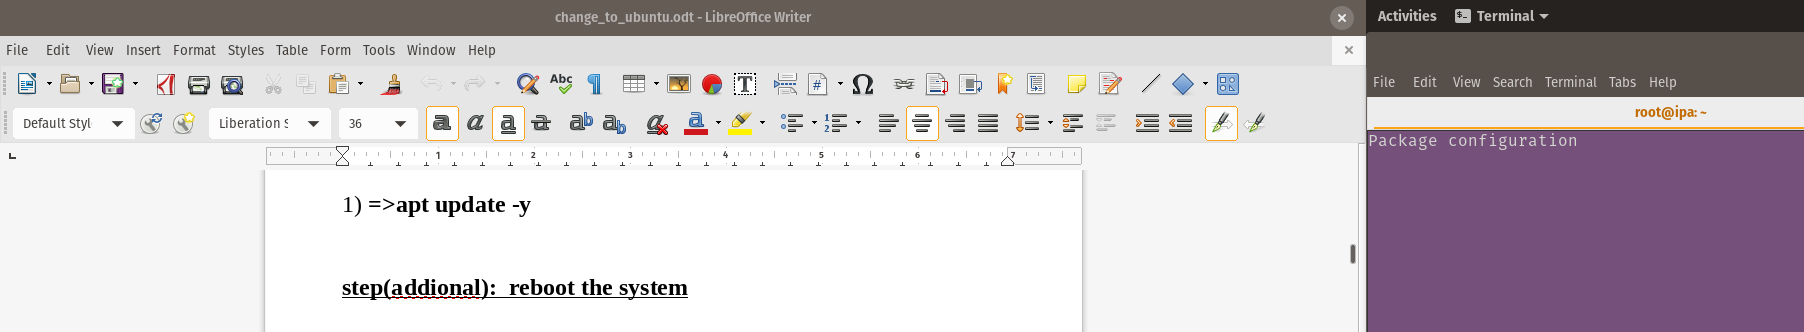 change_to_ubuntu.odt - LibreOffice Writer
File Edit View Insert Format Styles Table Form Tools Window Help
Abc
Default Styl Liberation S 36
1 2 3 4 5 6 7
1) =>apt update -y
step(addional): reboot the system
Activities Terminal
File Edit View Search Terminal Tabs Help
root@ipa: ~
Package configuration